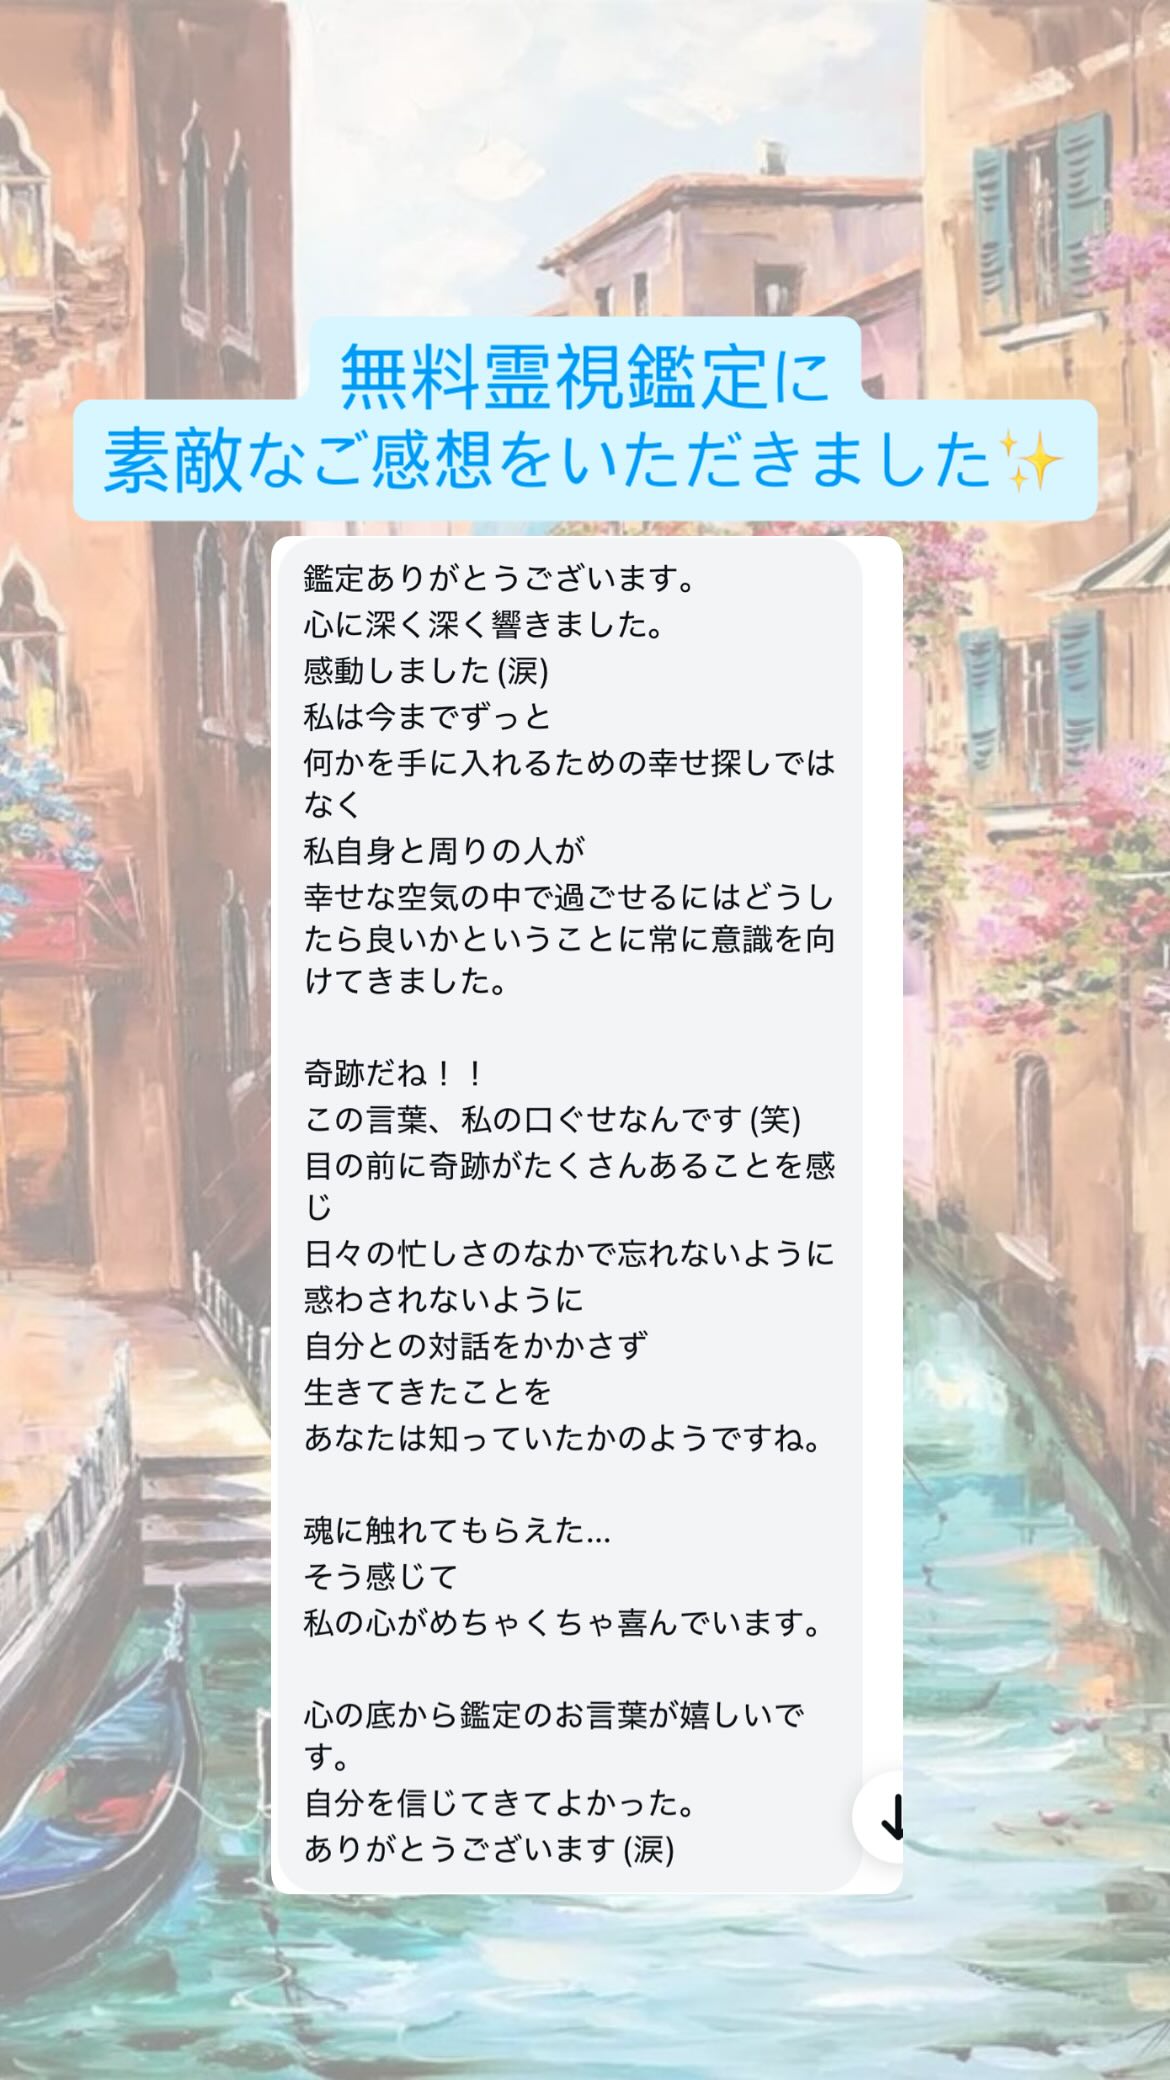 無料霊視鑑定に
素敵なご感想をいただきました✨
鑑定ありがとうございます。
心に深く深く響きました。
感動しました(涙)
私は今までずっと
何かを手に入れるための幸せ探しでは
なく
私自身と周りの人が
幸せな空気の中で過ごせるにはどうし
たら良いかということに常に意識を向
けてきました。
奇跡だね！！
この言葉、私の口ぐせなんです(笑)
目の前に奇跡がたくさんあることを感
じ
日々の忙しさのなかで忘れないように
惑わされないように
自分との対話をかかさず
生きてきたことを
あなたは知っていたかのようですね。
魂に触れてもらえた…
そう感じて
私の心がめちゃくちゃ喜んでいます。
心の底から鑑定のお言葉が嬉しいで
す。
自分を信じてきてよかった。
ありがとうございます(涙)